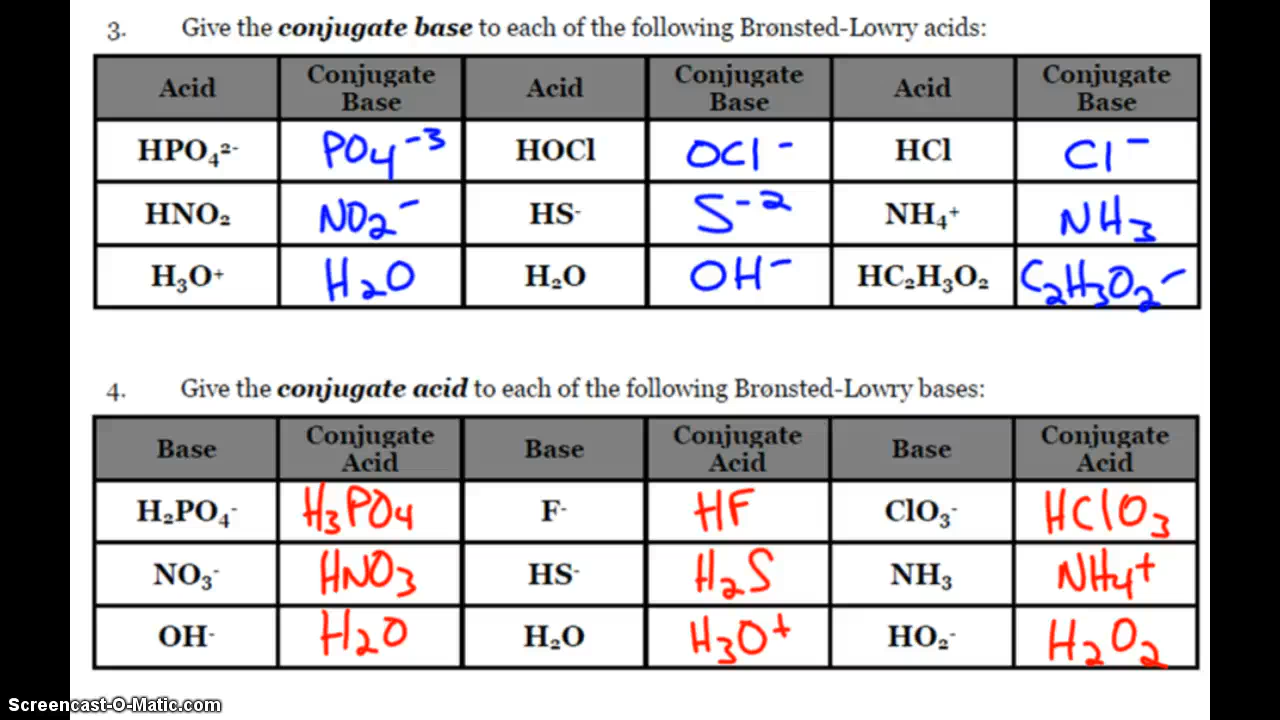 3. Give the conjugate base to each of the following Brønsted-Lowry acids:
Acid Conjugate Base Acid Conjugate Base Acid Conjugate Base
HPO₄²⁻ PO₄⁻³ HOCl OCl⁻ HCl Cl⁻
HNO₂ NO₂⁻ HS⁻ S⁻² NH₄⁺ NH₃
H₃O⁺ H₂O H₂O OH⁻ HC₂H₃O₂ C₂H₃O₂⁻
4. Give the conjugate acid to each of the following Brønsted-Lowry bases:
Base Conjugate Acid Base Conjugate Acid Base Conjugate Acid
H₂PO₄⁻ H₃PO₄ F⁻ HF ClO₃⁻ HClO₃
NO₃⁻ HNO₃ HS⁻ H₂S NH₃ NH₄⁺
OH⁻ H₂O H₂O H₃O⁺ HO₂⁻ H₂O₂
Screencast-O-Matic.com